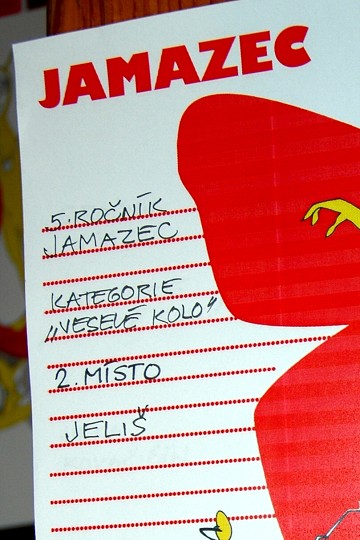 JAMAZEC
5. ROČNÍK
JAMAZEC
KATEGORIE
„VESELÉ KOLO"
2. MÍSTO
JELIŠ